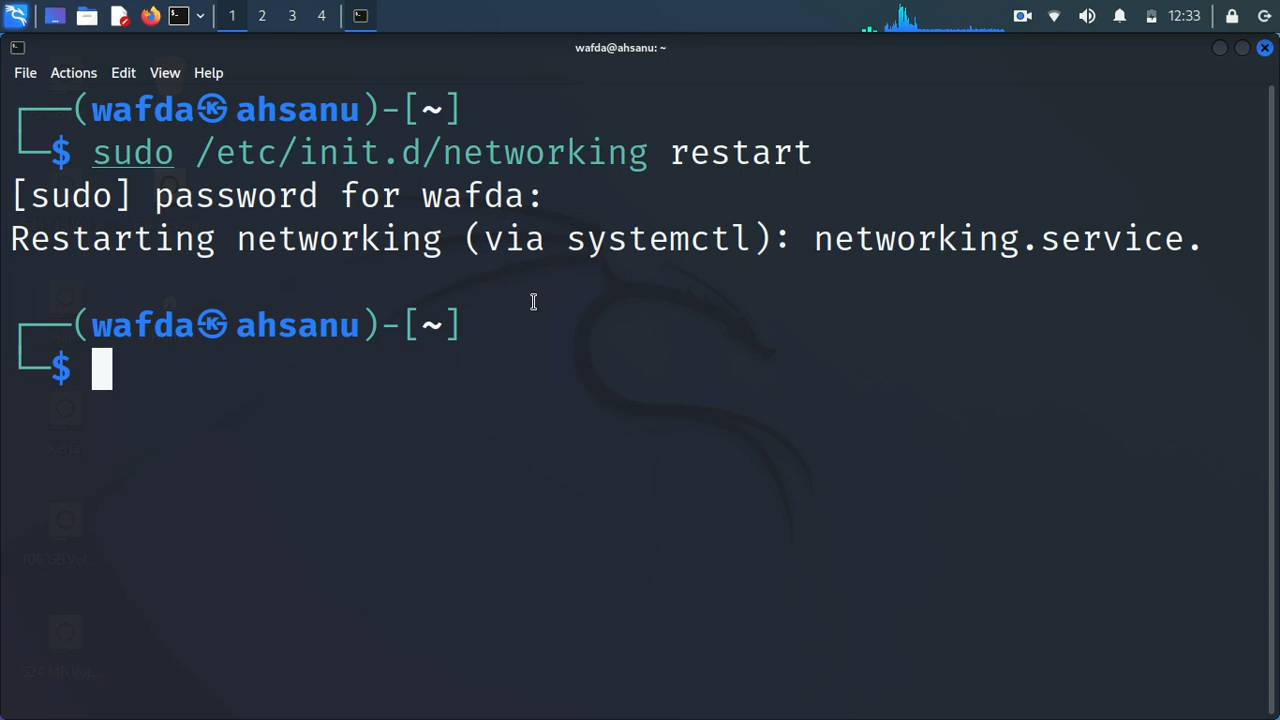 1 2 3 4 12:33
wafda@ahsanu: ~
File Actions Edit View Help
┌──(wafda㉿ahsanu)-[~]
└─$ sudo /etc/init.d/networking restart
[sudo] password for wafda:
Restarting networking (via systemctl): networking.service.
┌──(wafda㉿ahsanu)-[~]
└─$